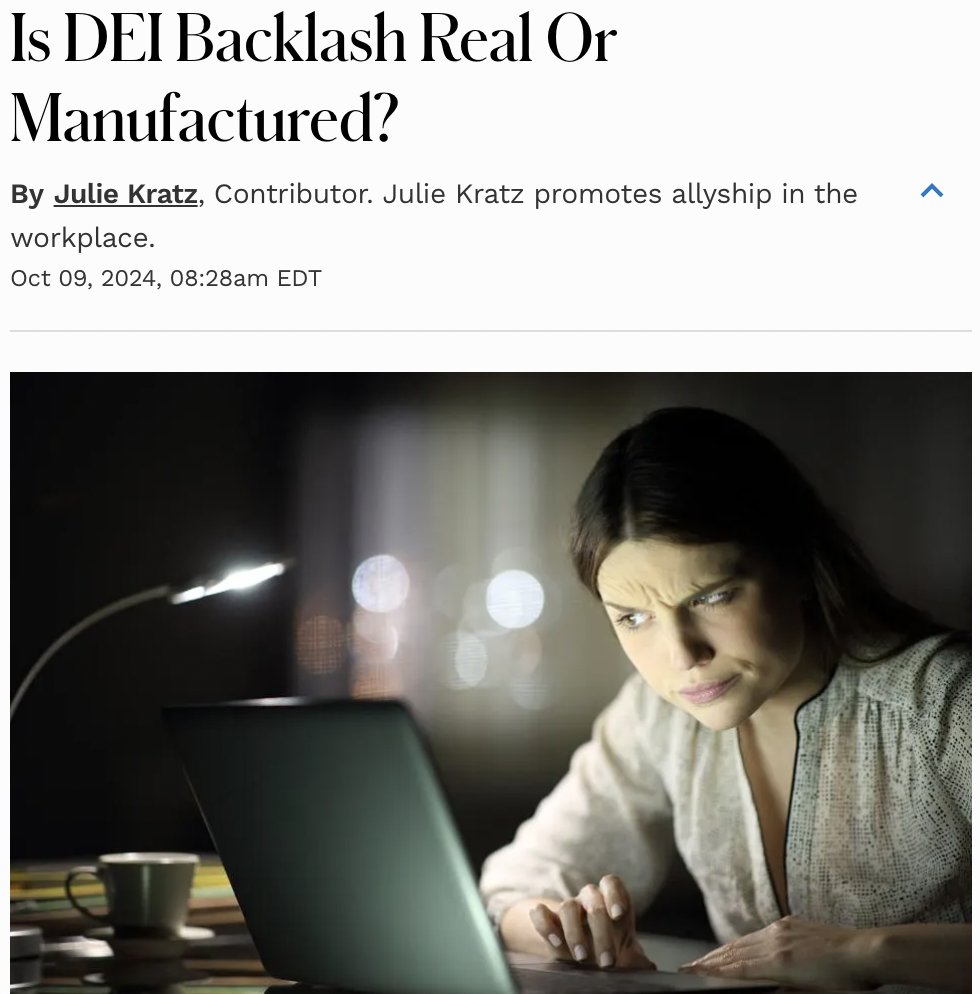 Is DEI Backlash Real Or
Manufactured?
By Julie Kratz, Contributor. Julie Kratz promotes allyship in the
workplace.
Oct 09, 2024, 08:28am EDT